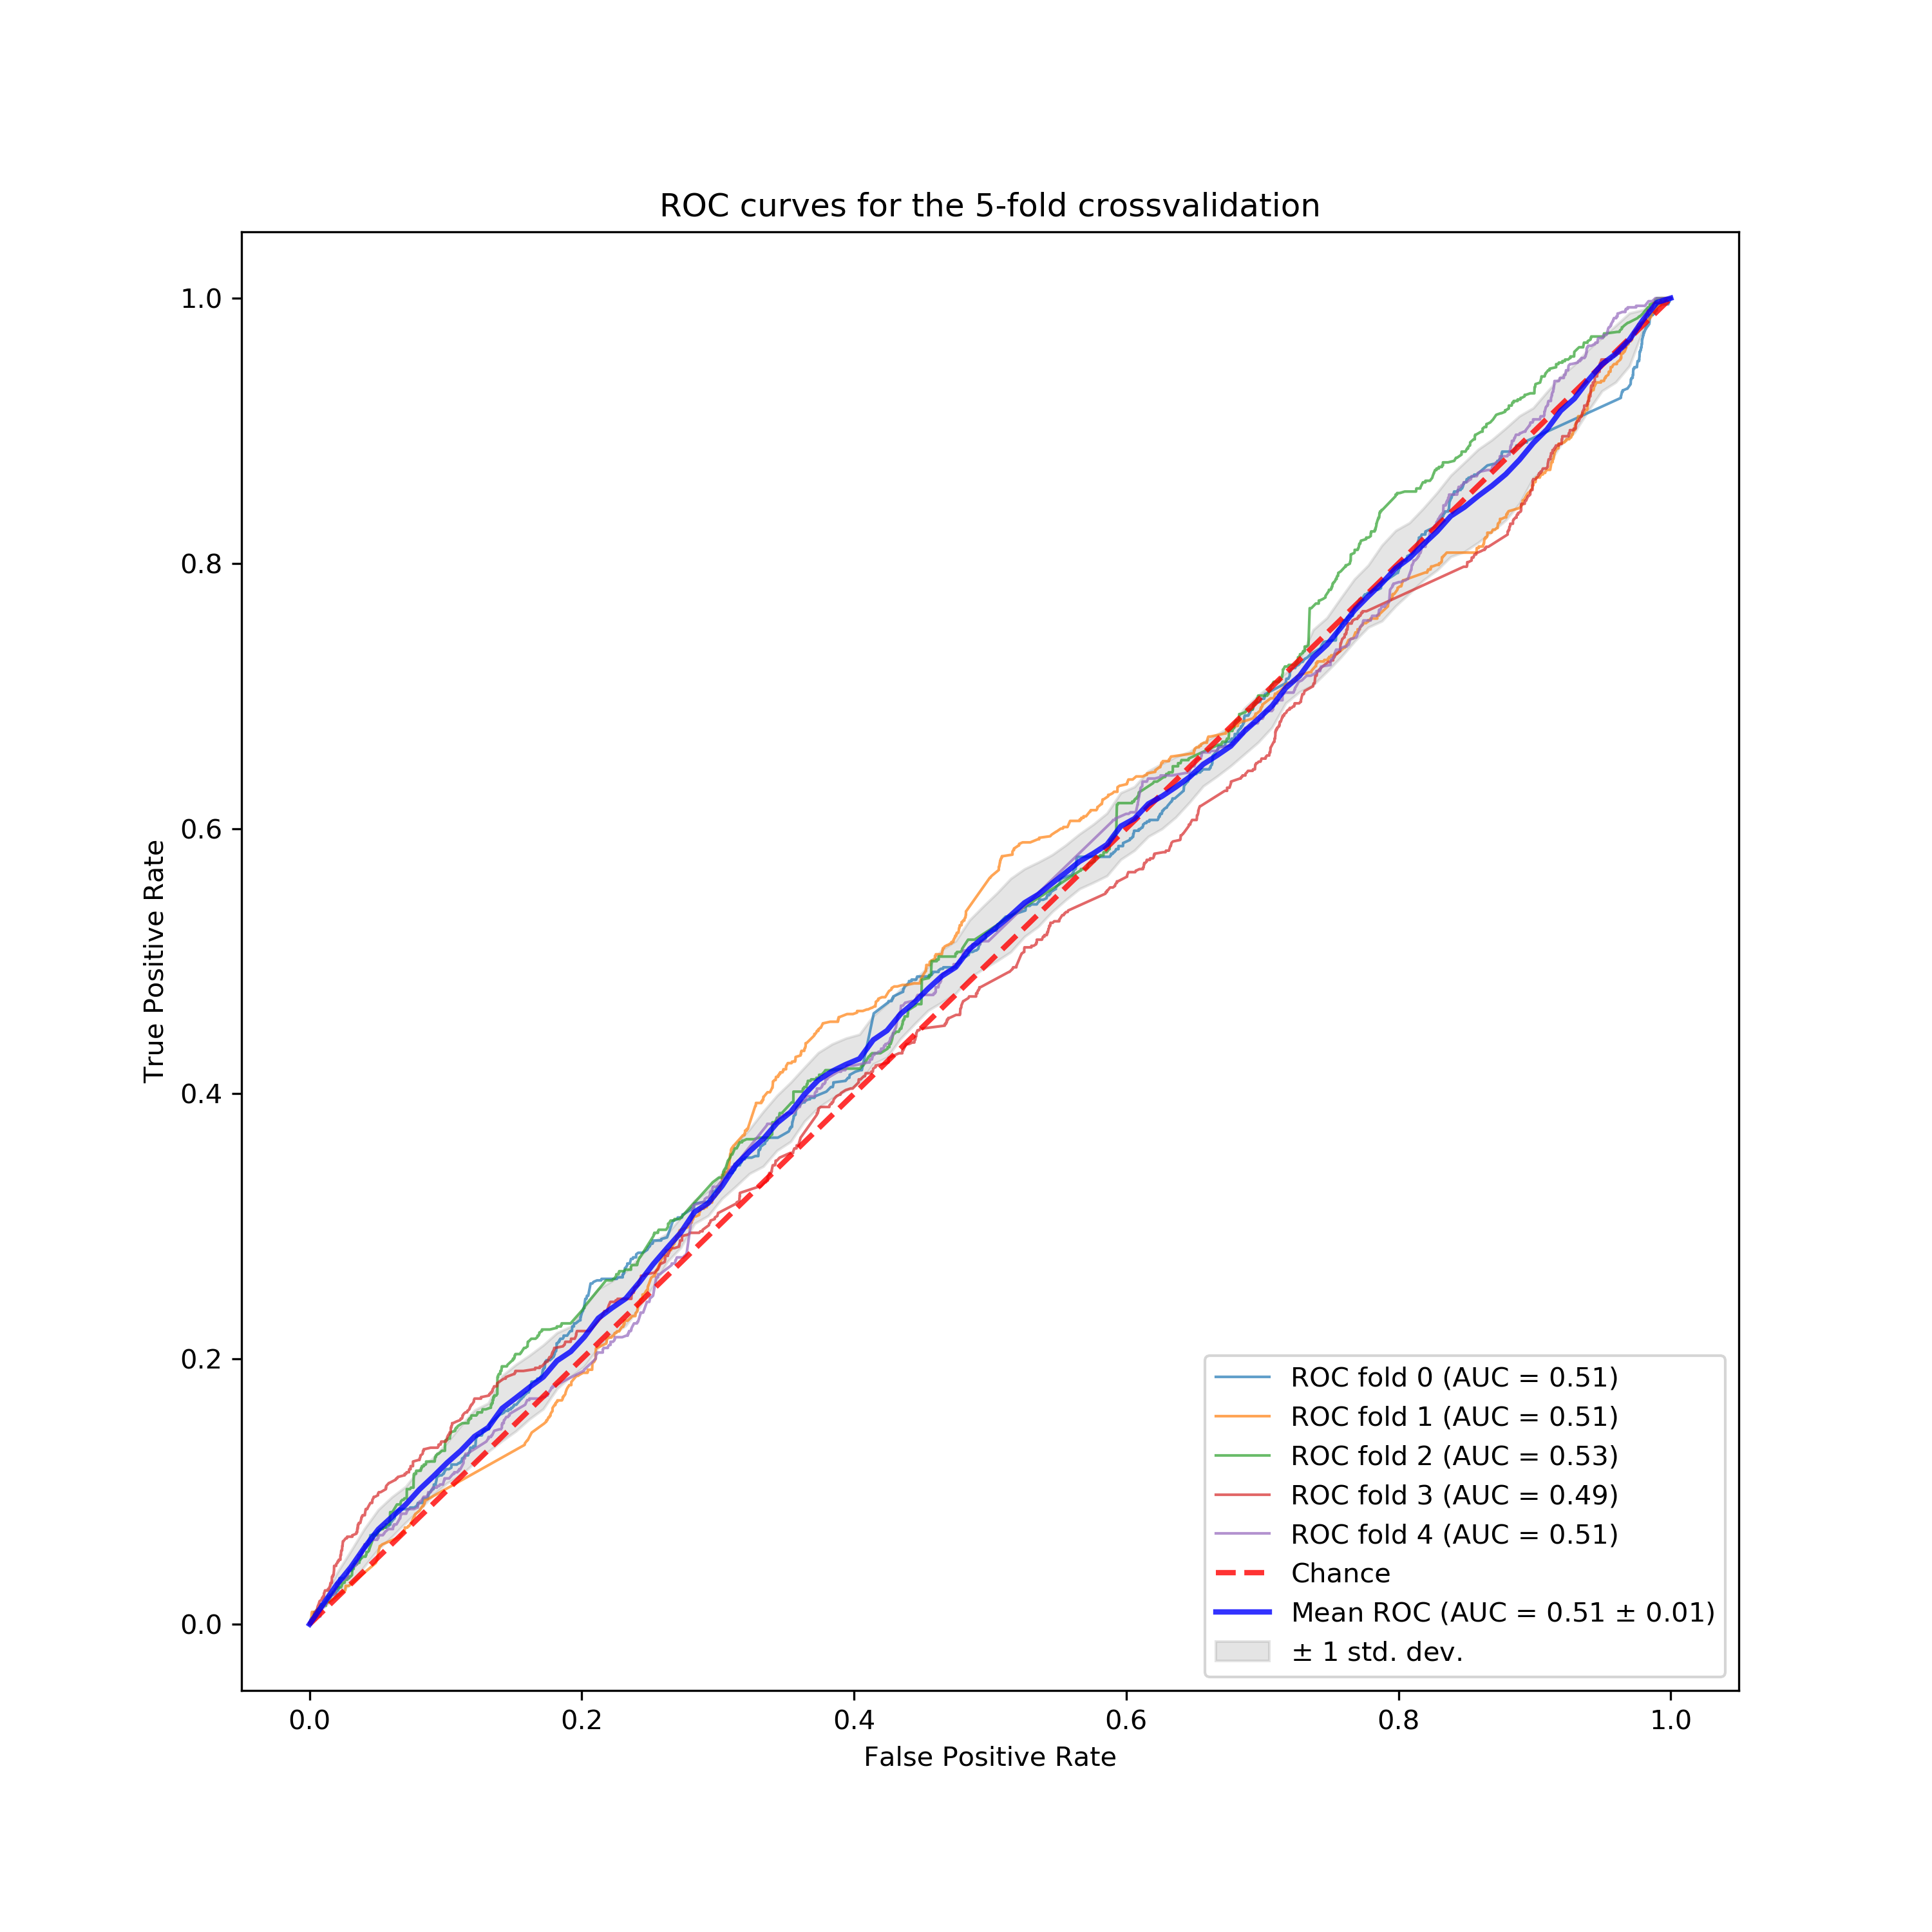 ROC curves for the 5-fold crossvalidation
True Positive Rate
1.0
0.8
0.6
0.4
0.2
0.0
0.0 0.2 0.4 0.6 0.8 1.0
False Positive Rate
ROC fold 0 (AUC = 0.51)
ROC fold 1 (AUC = 0.51)
ROC fold 2 (AUC = 0.53)
ROC fold 3 (AUC = 0.49)
ROC fold 4 (AUC = 0.51)
Chance
Mean ROC (AUC = 0.51 ± 0.01)
± 1 std. dev.